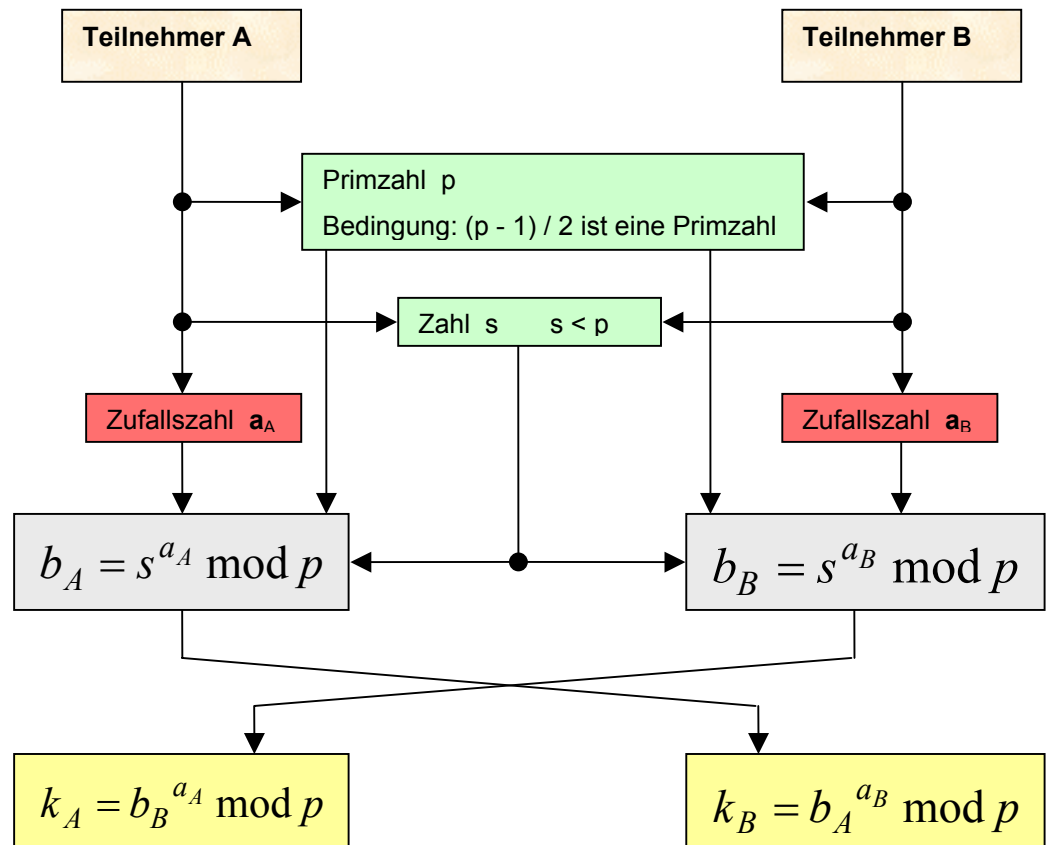 Teilnehmer A
Teilnehmer B
Primzahl p
Bedingung: (p - 1) / 2 ist eine Primzahl
Zahl s s < p
Zufallszahl a_A
Zufallszahl a_B
b_A = s^{a_A} mod p
b_B = s^{a_B} mod p
k_A = b_B^{a_A} mod p
k_B = b_A^{a_B} mod p